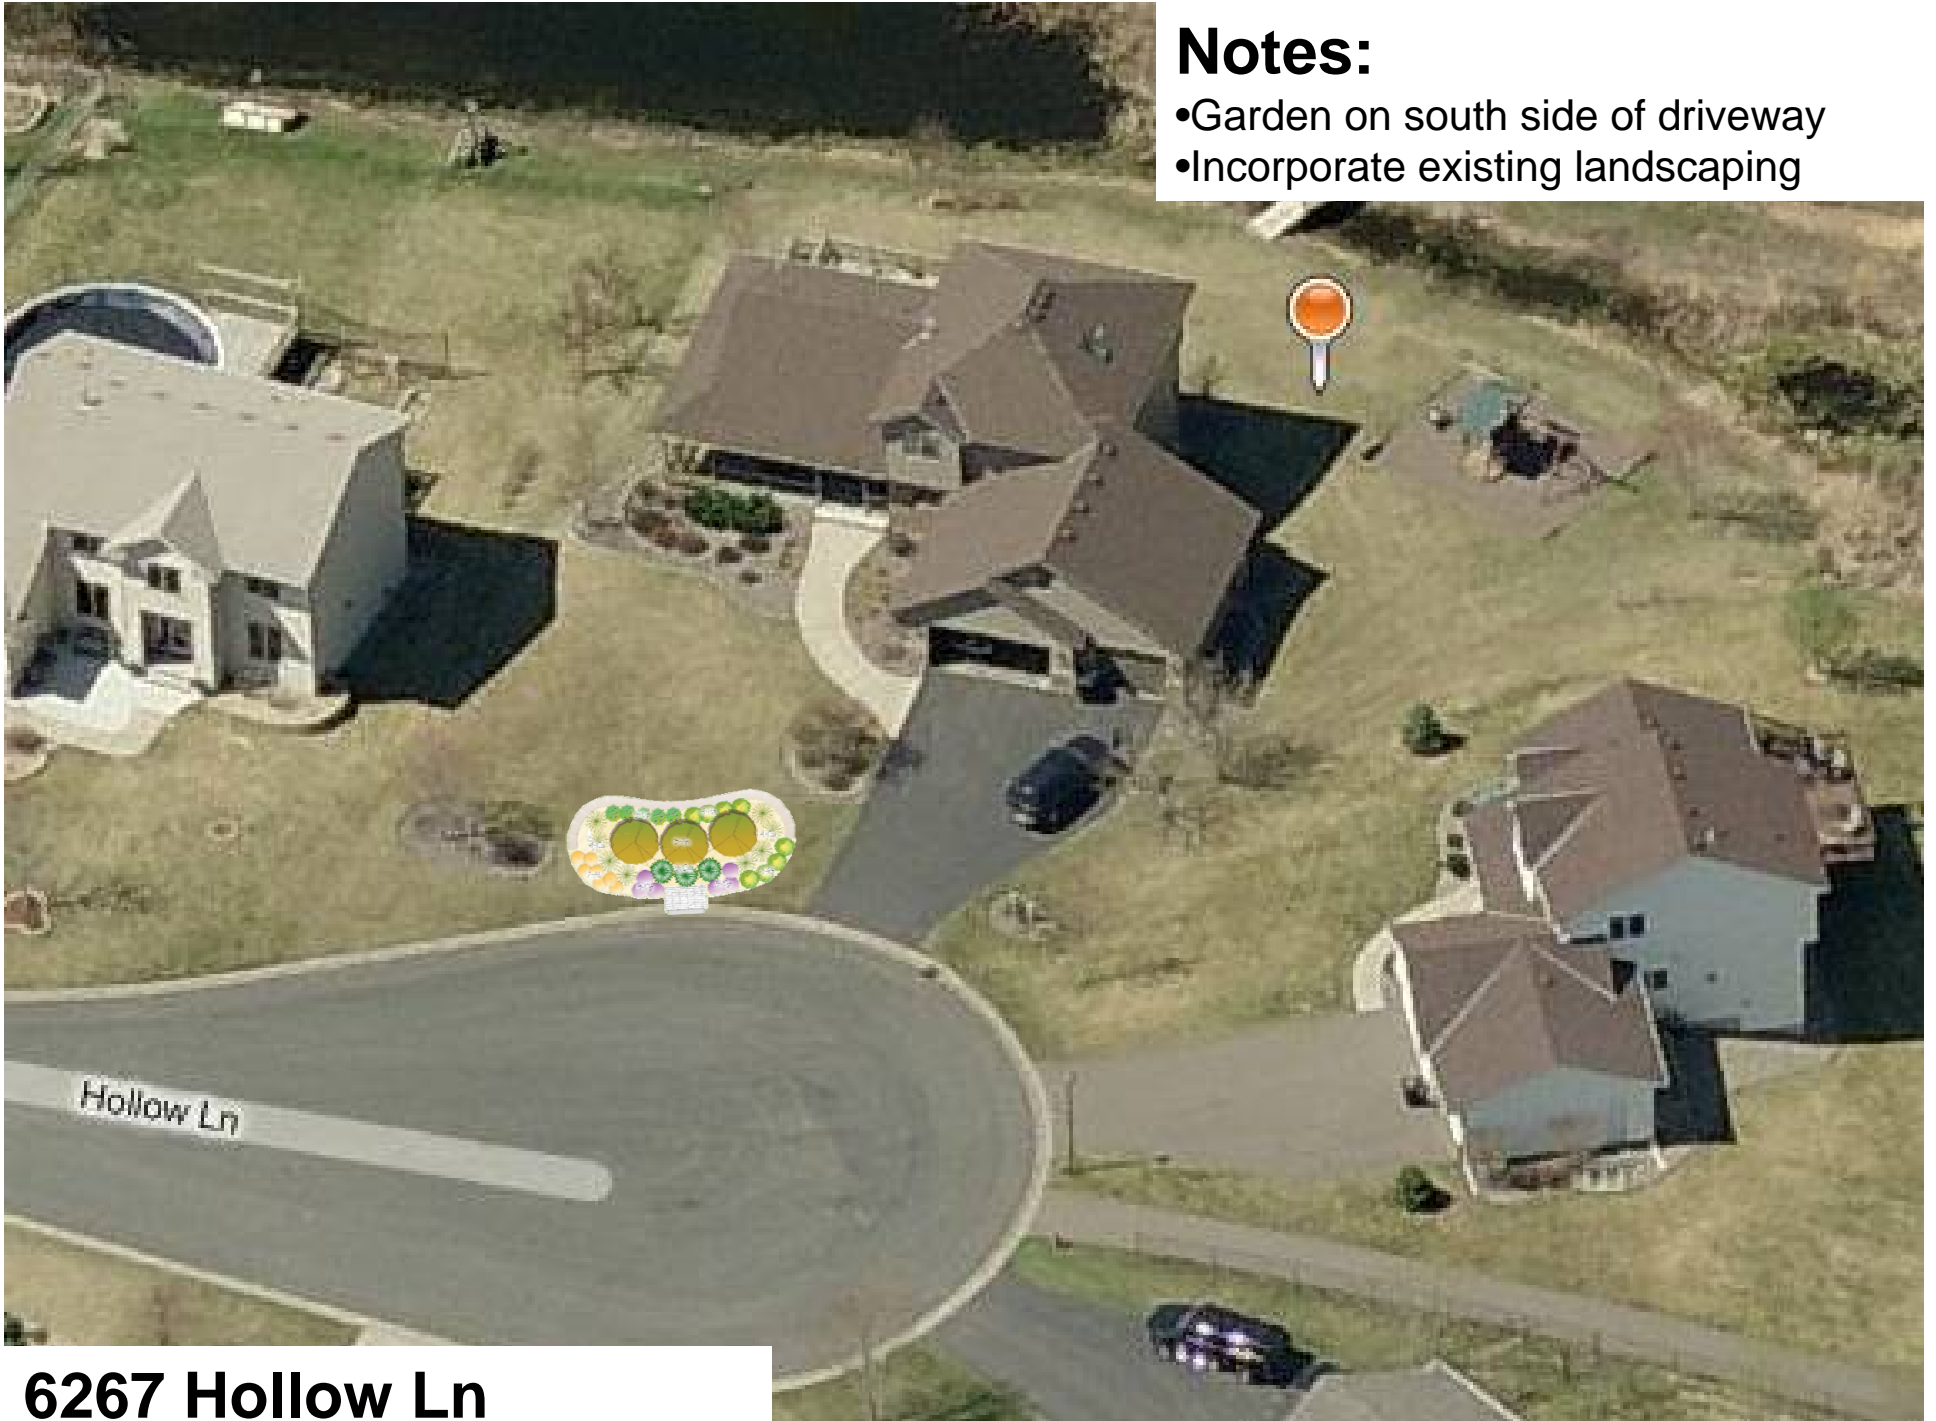 Notes:
•Garden on south side of driveway
•Incorporate existing landscaping
Hollow Ln
6267 Hollow Ln